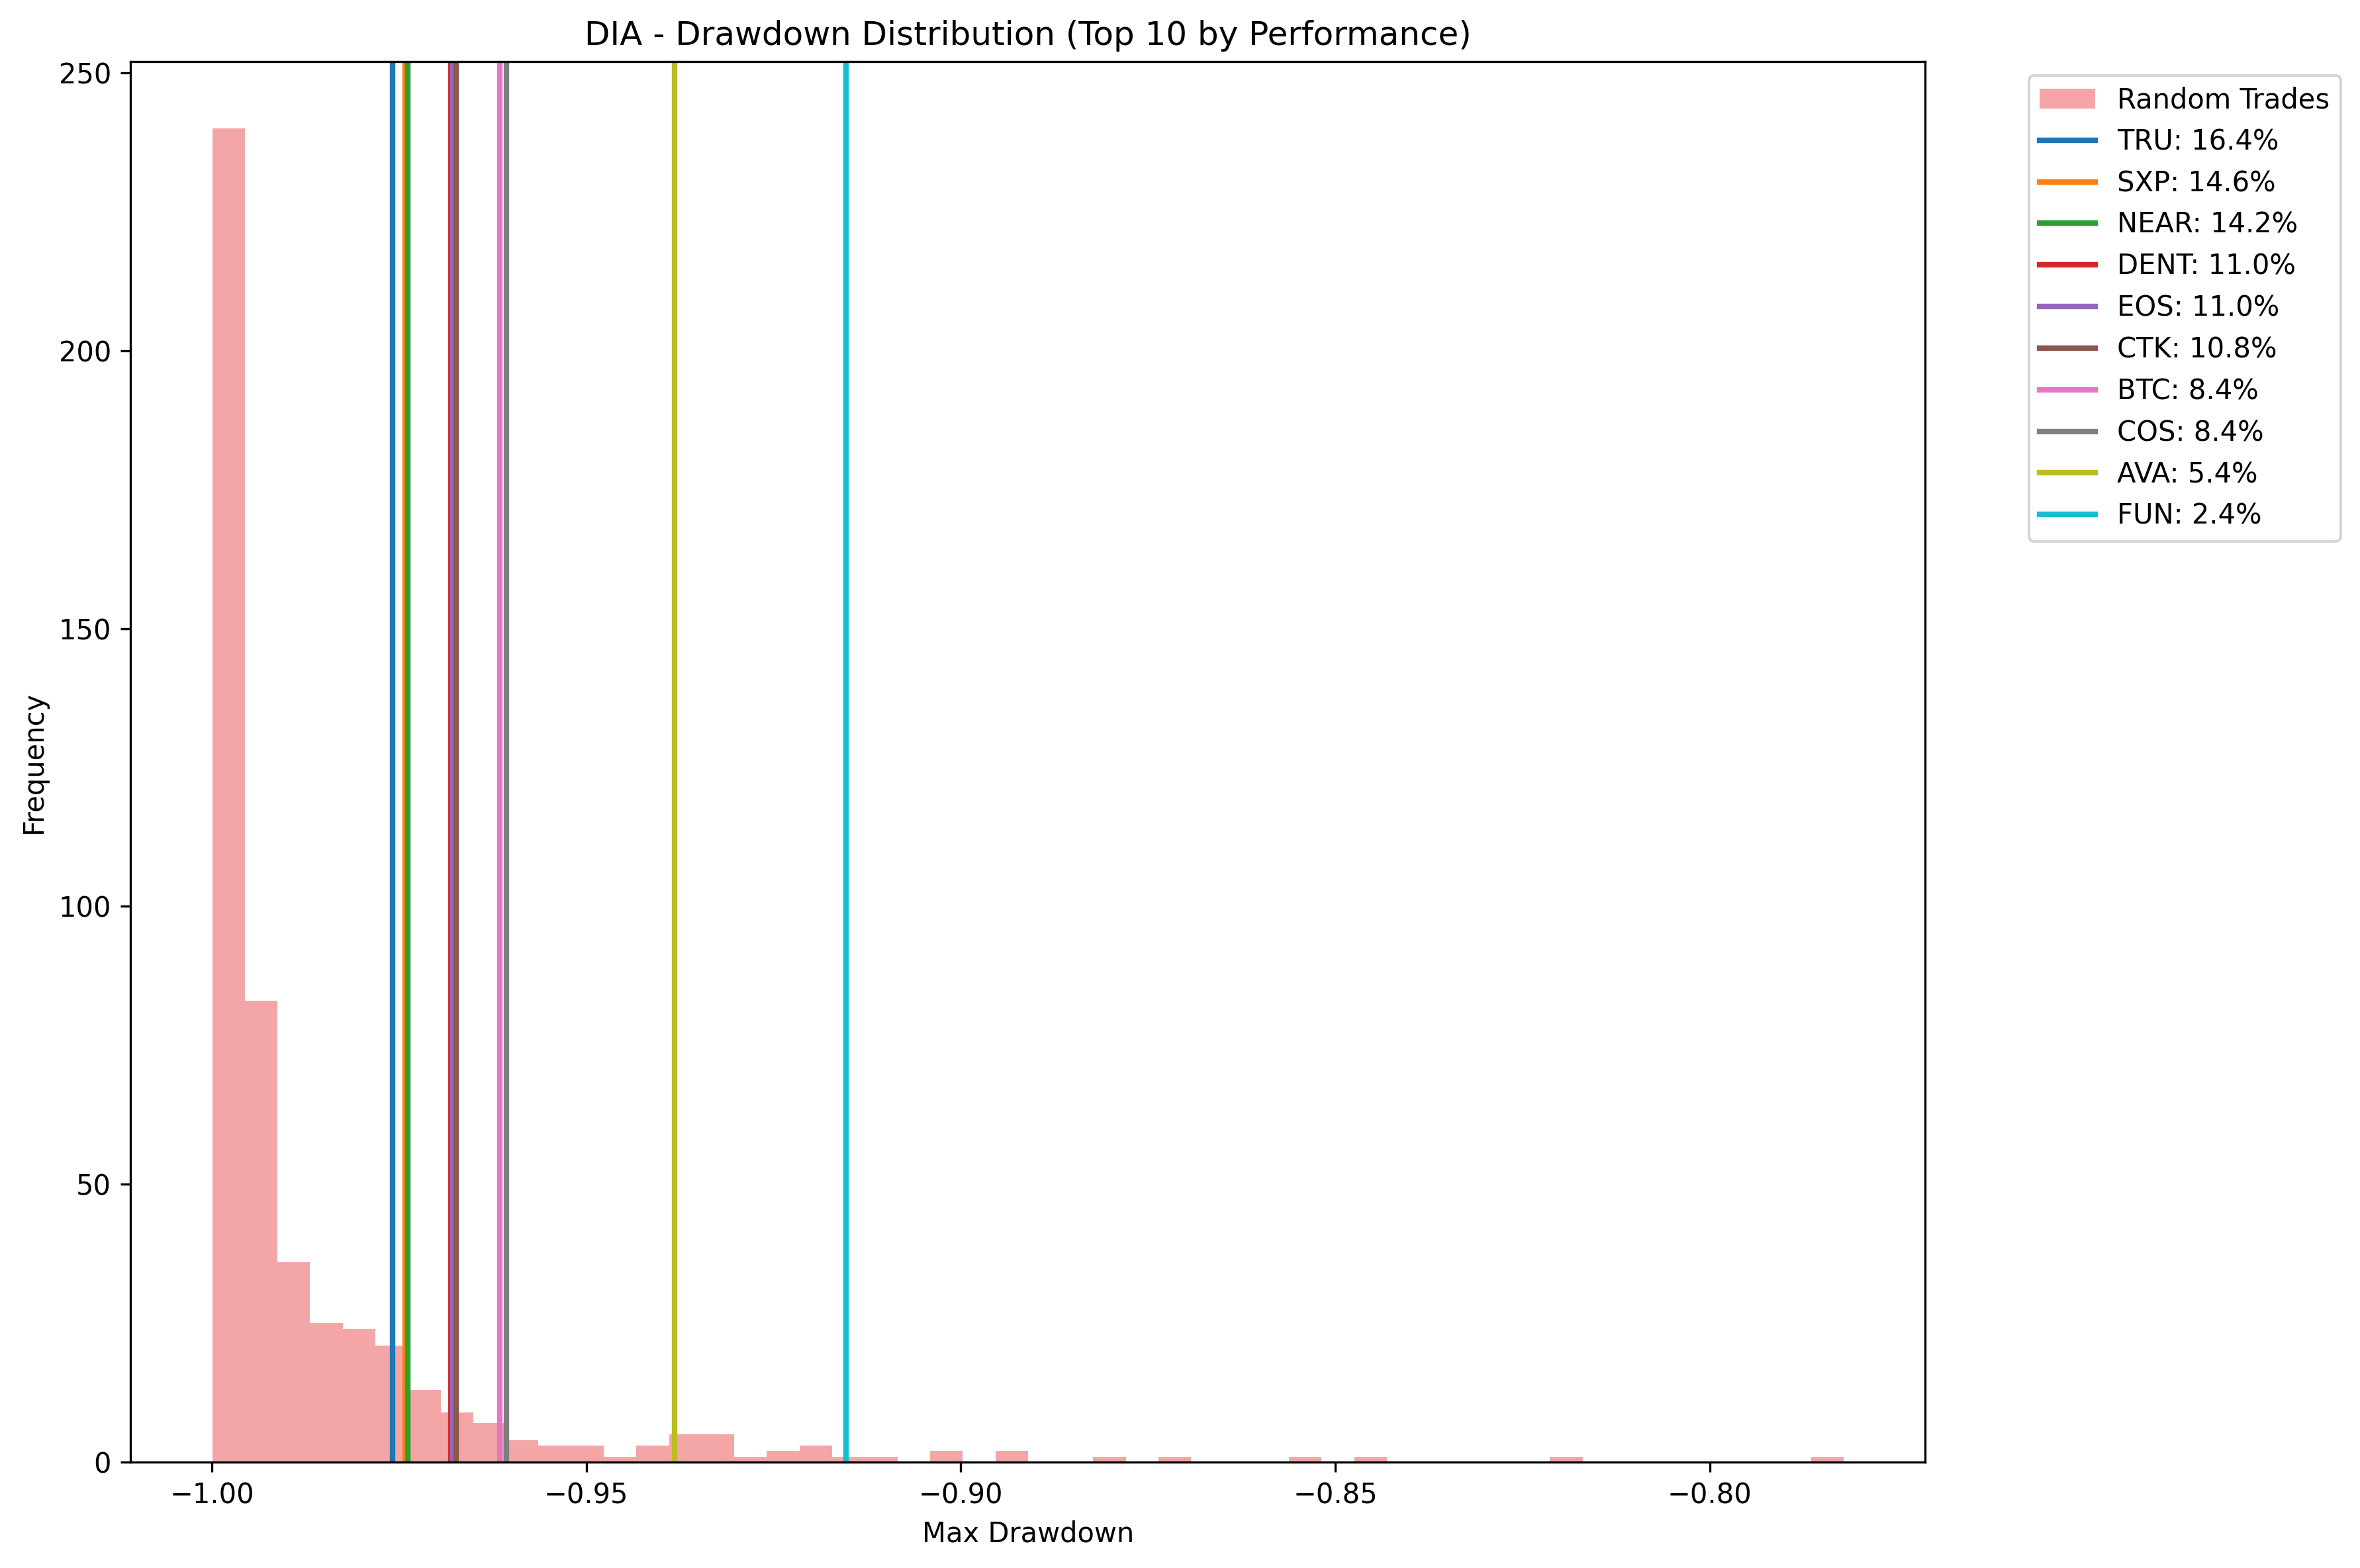 DIA - Drawdown Distribution (Top 10 by Performance)
250
200
150
100
50
0
Frequency
−1.00
−0.95
−0.90
−0.85
−0.80
Max Drawdown
Random Trades
TRU: 16.4%
SXP: 14.6%
NEAR: 14.2%
DENT: 11.0%
EOS: 11.0%
CTK: 10.8%
BTC: 8.4%
COS: 8.4%
AVA: 5.4%
FUN: 2.4%